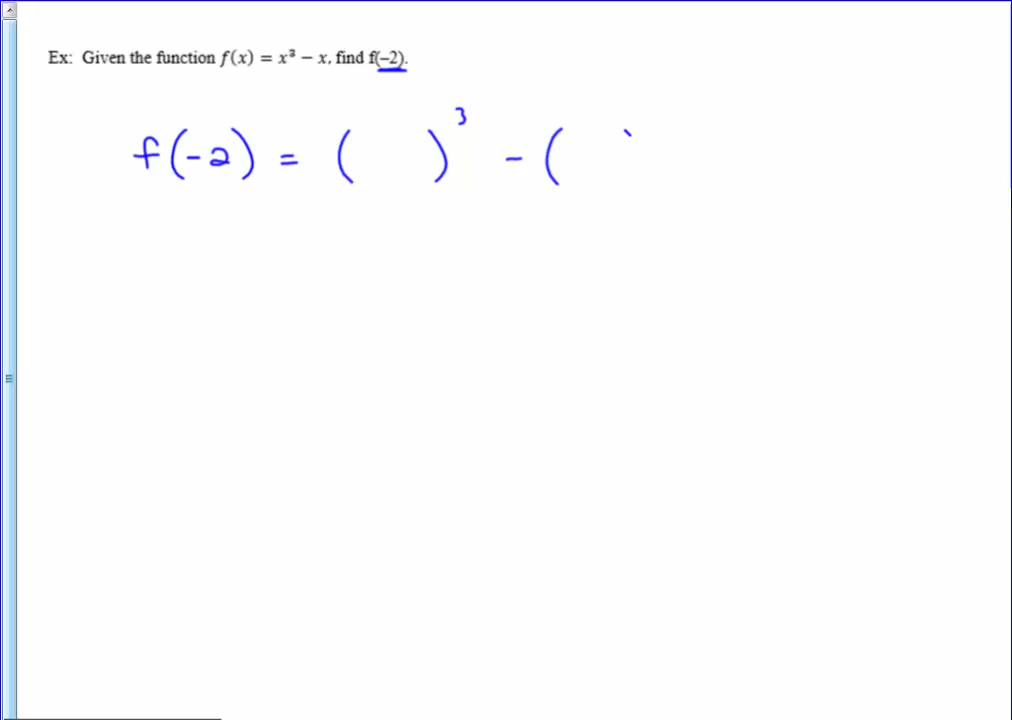 Ex: Given the function f(x) = x³ − x, find f(−2).
f(-2) = ( )³ - (